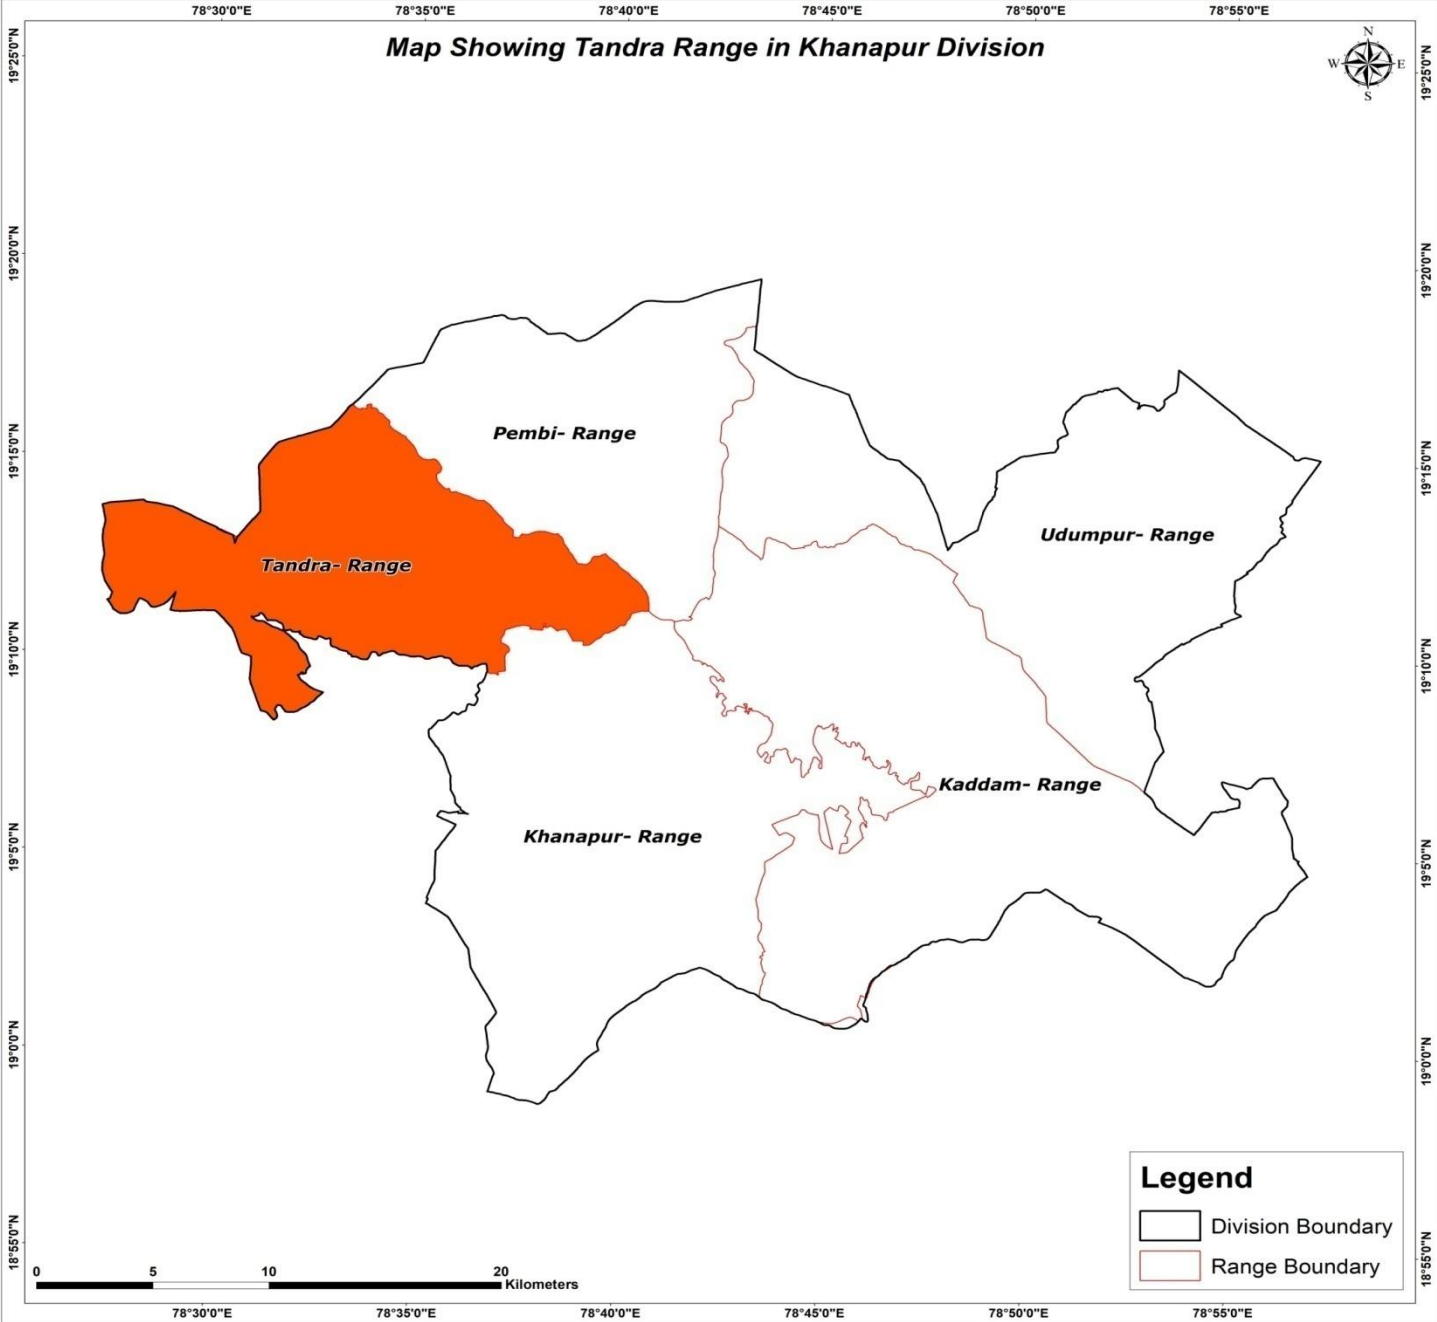 78°30'0"E 78°35'0"E 78°40'0"E 78°45'0"E 78°50'0"E 78°55'0"E
Map Showing Tandra Range in Khanapur Division
N
W E
S
19°25'0"N 19°25'0"N
19°20'0"N 19°20'0"N
Pembi- Range
19°15'0"N 19°15'0"N
Udumpur- Range
Tandra- Range
19°10'0"N 19°10'0"N
Kaddam- Range
Khanapur- Range
19°5'0"N 19°5'0"N
19°0'0"N 19°0'0"N
Legend
Division Boundary
Range Boundary
18°55'0"N 18°55'0"N
0 5 10 20
Kilometers
78°30'0"E 78°35'0"E 78°40'0"E 78°45'0"E 78°50'0"E 78°55'0"E